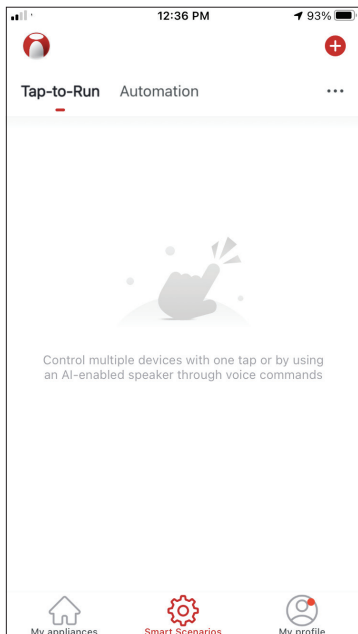 12:36 PM 93%
Tap-to-Run Automation
Control multiple devices with one tap or by using
an AI-enabled speaker through voice commands
My appliances Smart Scenarios My profile